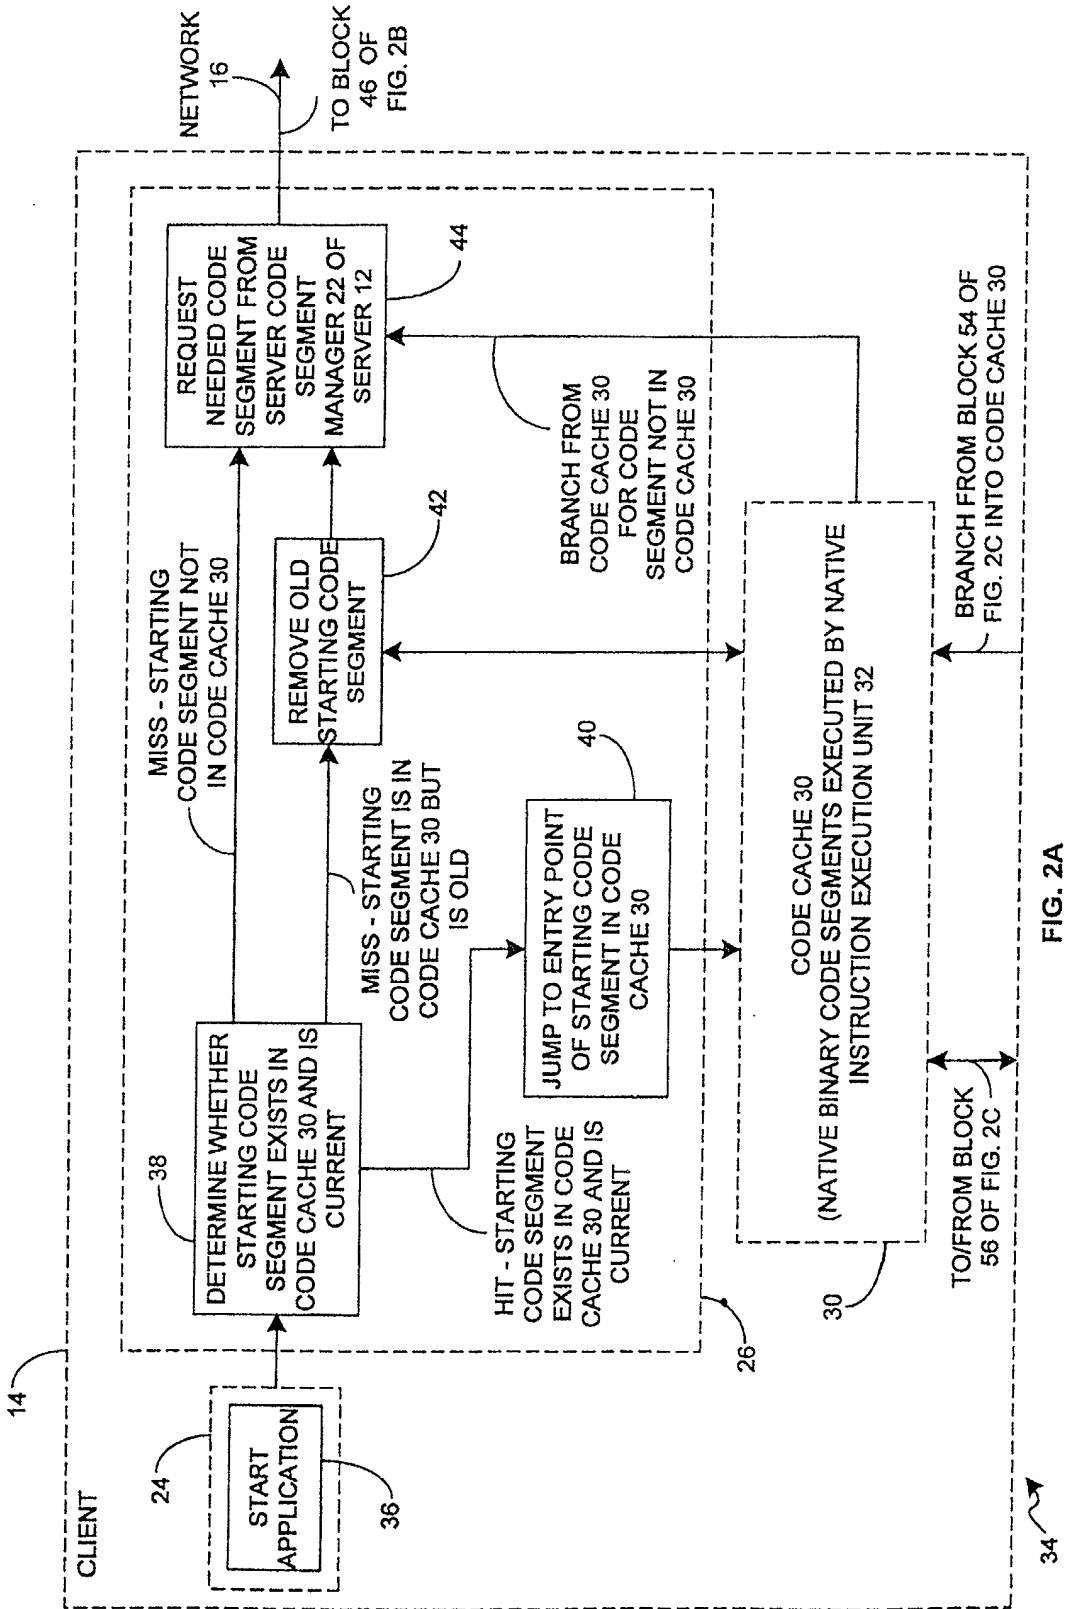 14
CLIENT
24
START
APPLICATION
36
38
DETERMINE WHETHER
STARTING CODE
SEGMENT EXISTS IN
CODE CACHE 30 AND IS
CURRENT
MISS - STARTING
CODE SEGMENT NOT
IN CODE CACHE 30
MISS - STARTING
CODE SEGMENT IS IN
CODE CACHE 30 BUT
IS OLD
HIT - STARTING
CODE SEGMENT
EXISTS IN CODE
CACHE 30 AND IS
CURRENT
REMOVE OLD
STARTING CODE
SEGMENT
42
40
JUMP TO ENTRY POINT
OF STARTING CODE
SEGMENT IN CODE
CACHE 30
REQUEST
NEEDED CODE
SEGMENT FROM
SERVER CODE
SEGMENT
MANAGER 22 OF
SERVER 12
44
NETWORK
16
TO BLOCK
46 OF
FIG. 2B
BRANCH FROM
CODE CACHE 30
FOR CODE
SEGMENT NOT IN
CODE CACHE 30
26
CODE CACHE 30
(NATIVE BINARY CODE SEGMENTS EXECUTED BY NATIVE
INSTRUCTION EXECUTION UNIT 32
30
TO/FROM BLOCK
56 OF FIG. 2C
BRANCH FROM BLOCK 54 OF
FIG. 2C INTO CODE CACHE 30
34
FIG. 2A